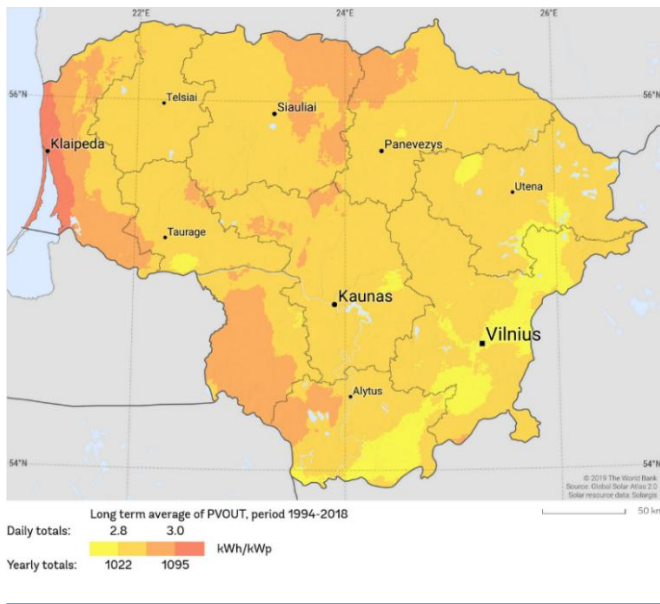 22°E
24°E
26°E
56°N
56°N
Telsiai
Siauliai
Klaipeda
Panevezys
Utena
Taurage
Kaunas
Vilnius
Alytus
54°N
54°N
© 2019 The World Bank
Source: Global Solar Atlas 2.0
Solar resource data: Solargis
50 km
Long term average of PVOUT, period 1994-2018
Daily totals: 2.8 3.0
kWh/kWp
Yearly totals: 1022 1095